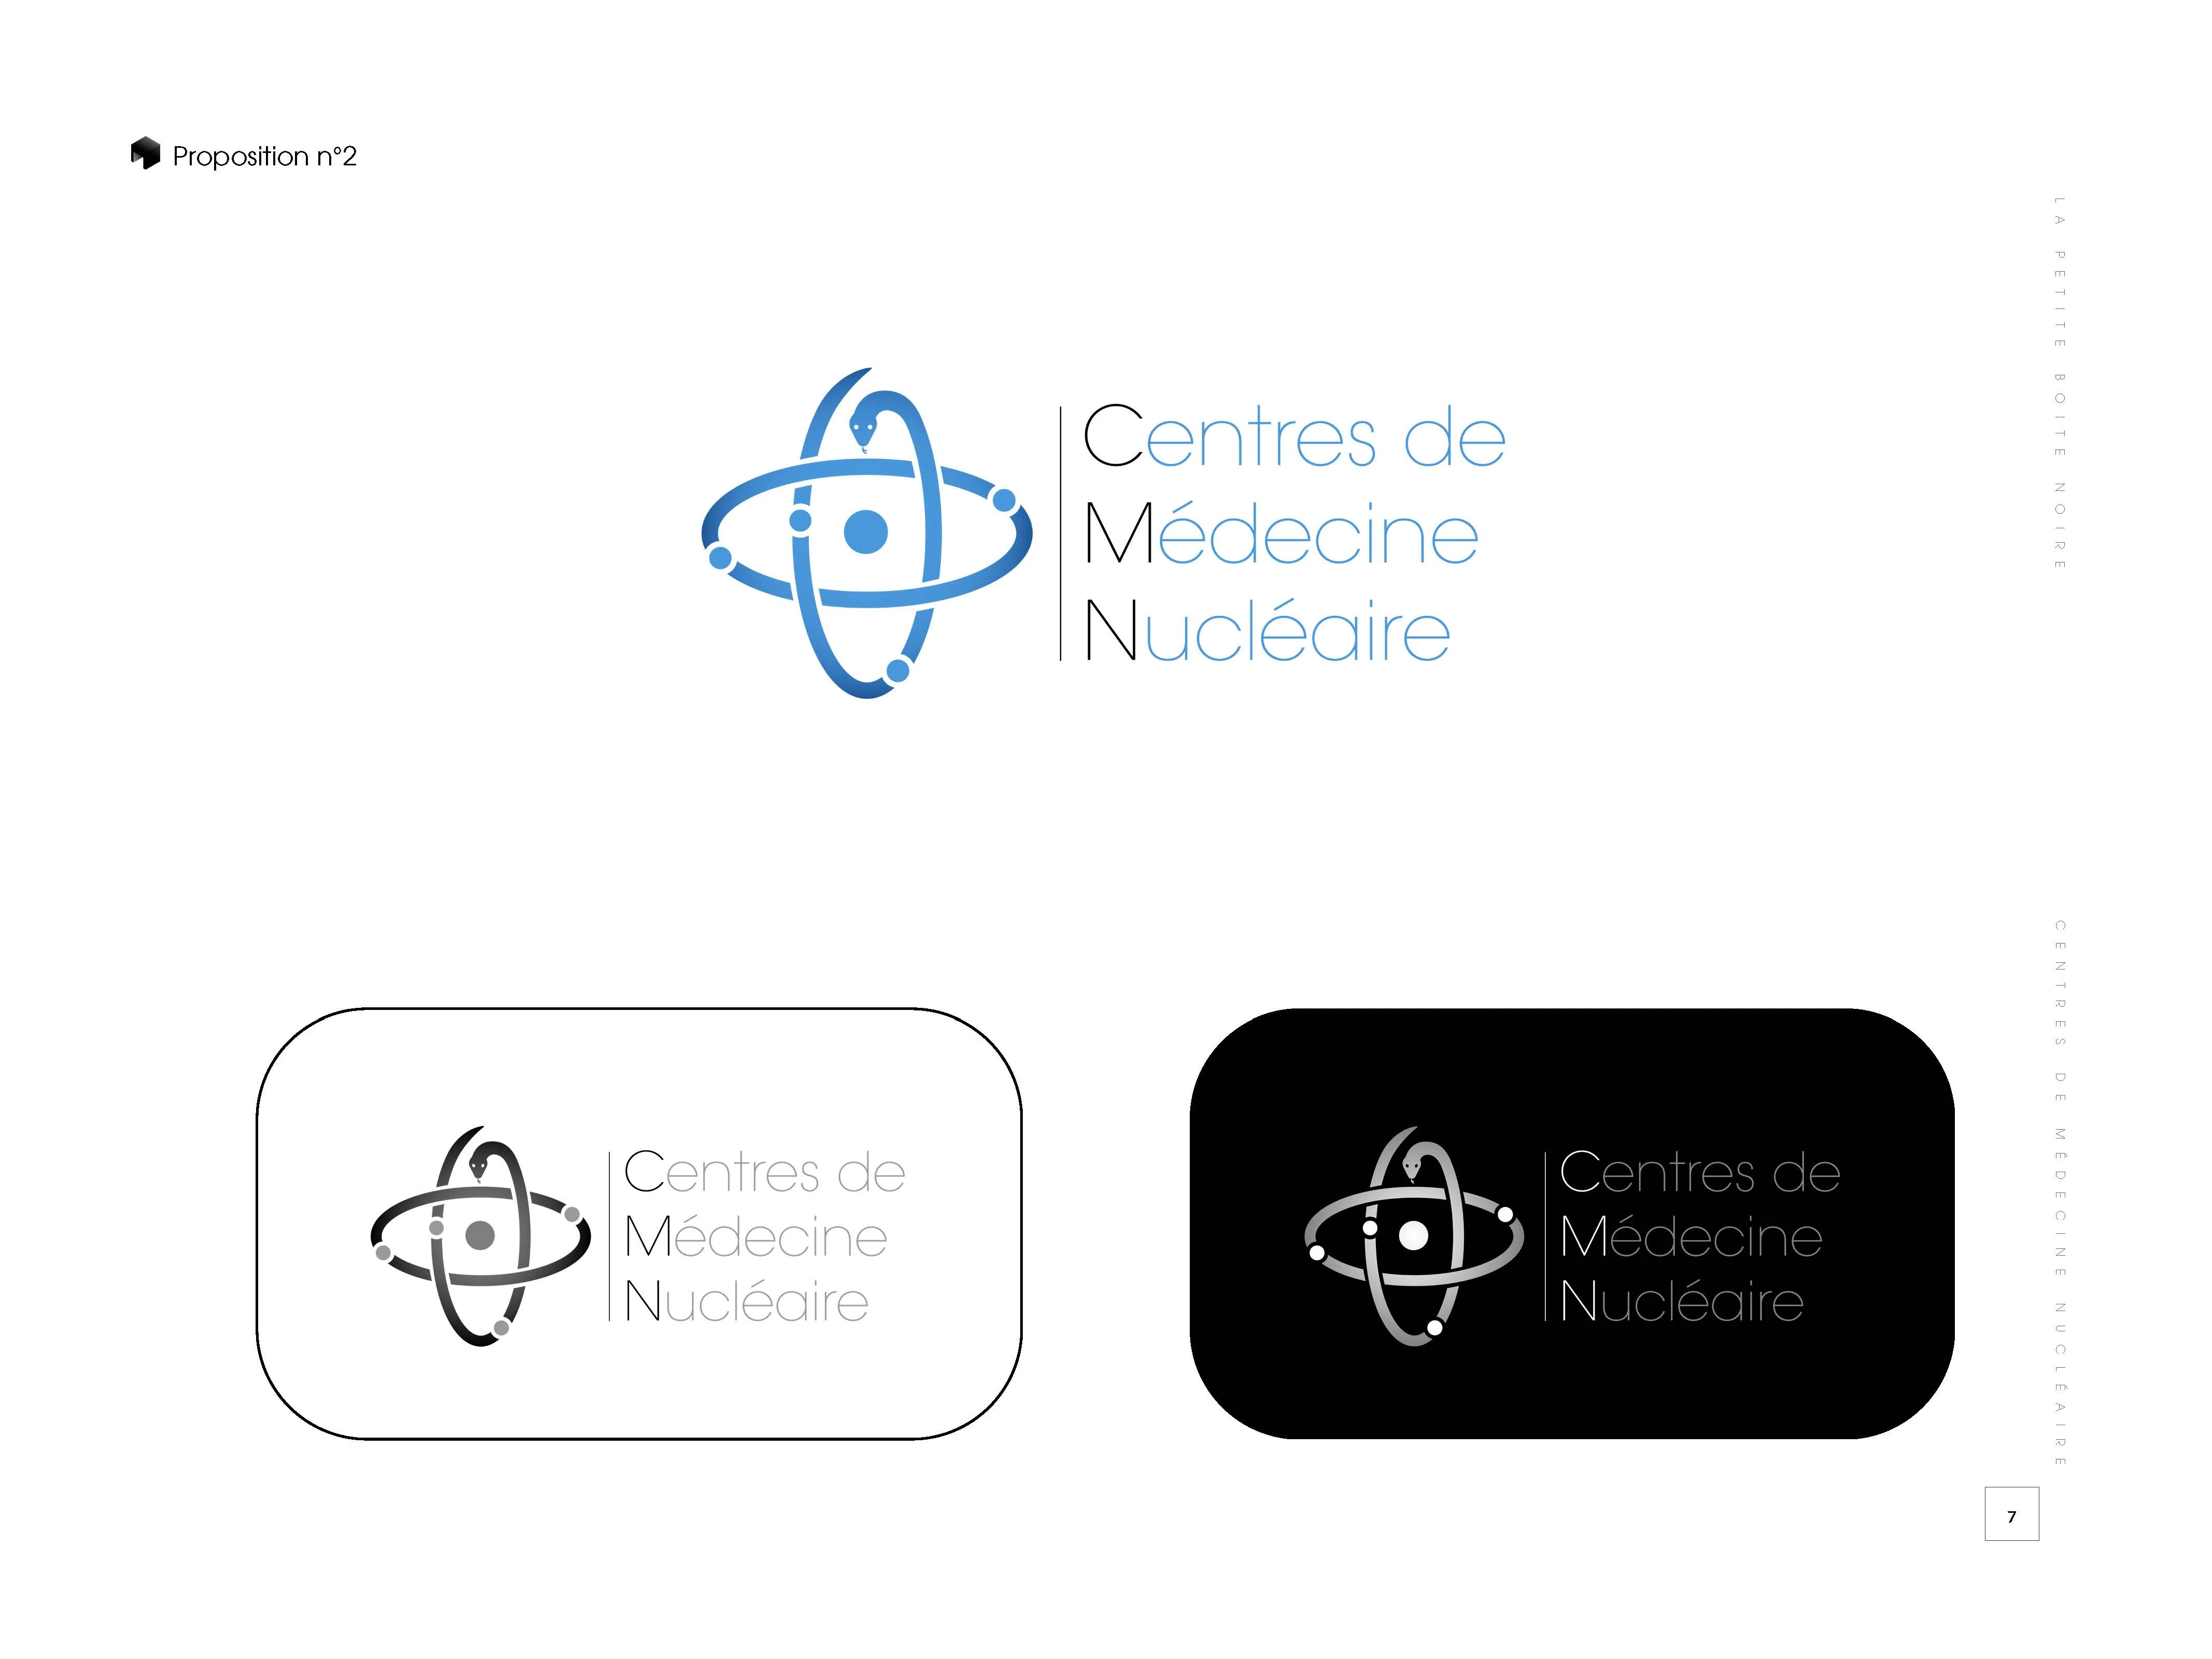 Proposition n°2
LA PETITE BOITE NOIRE
Centres de
Médecine
Nucléaire
CENTRES DE MÉDECINE NUCLÉAIRE
Centres de
Médecine
Nucléaire
Centres de
Médecine
Nucléaire
7